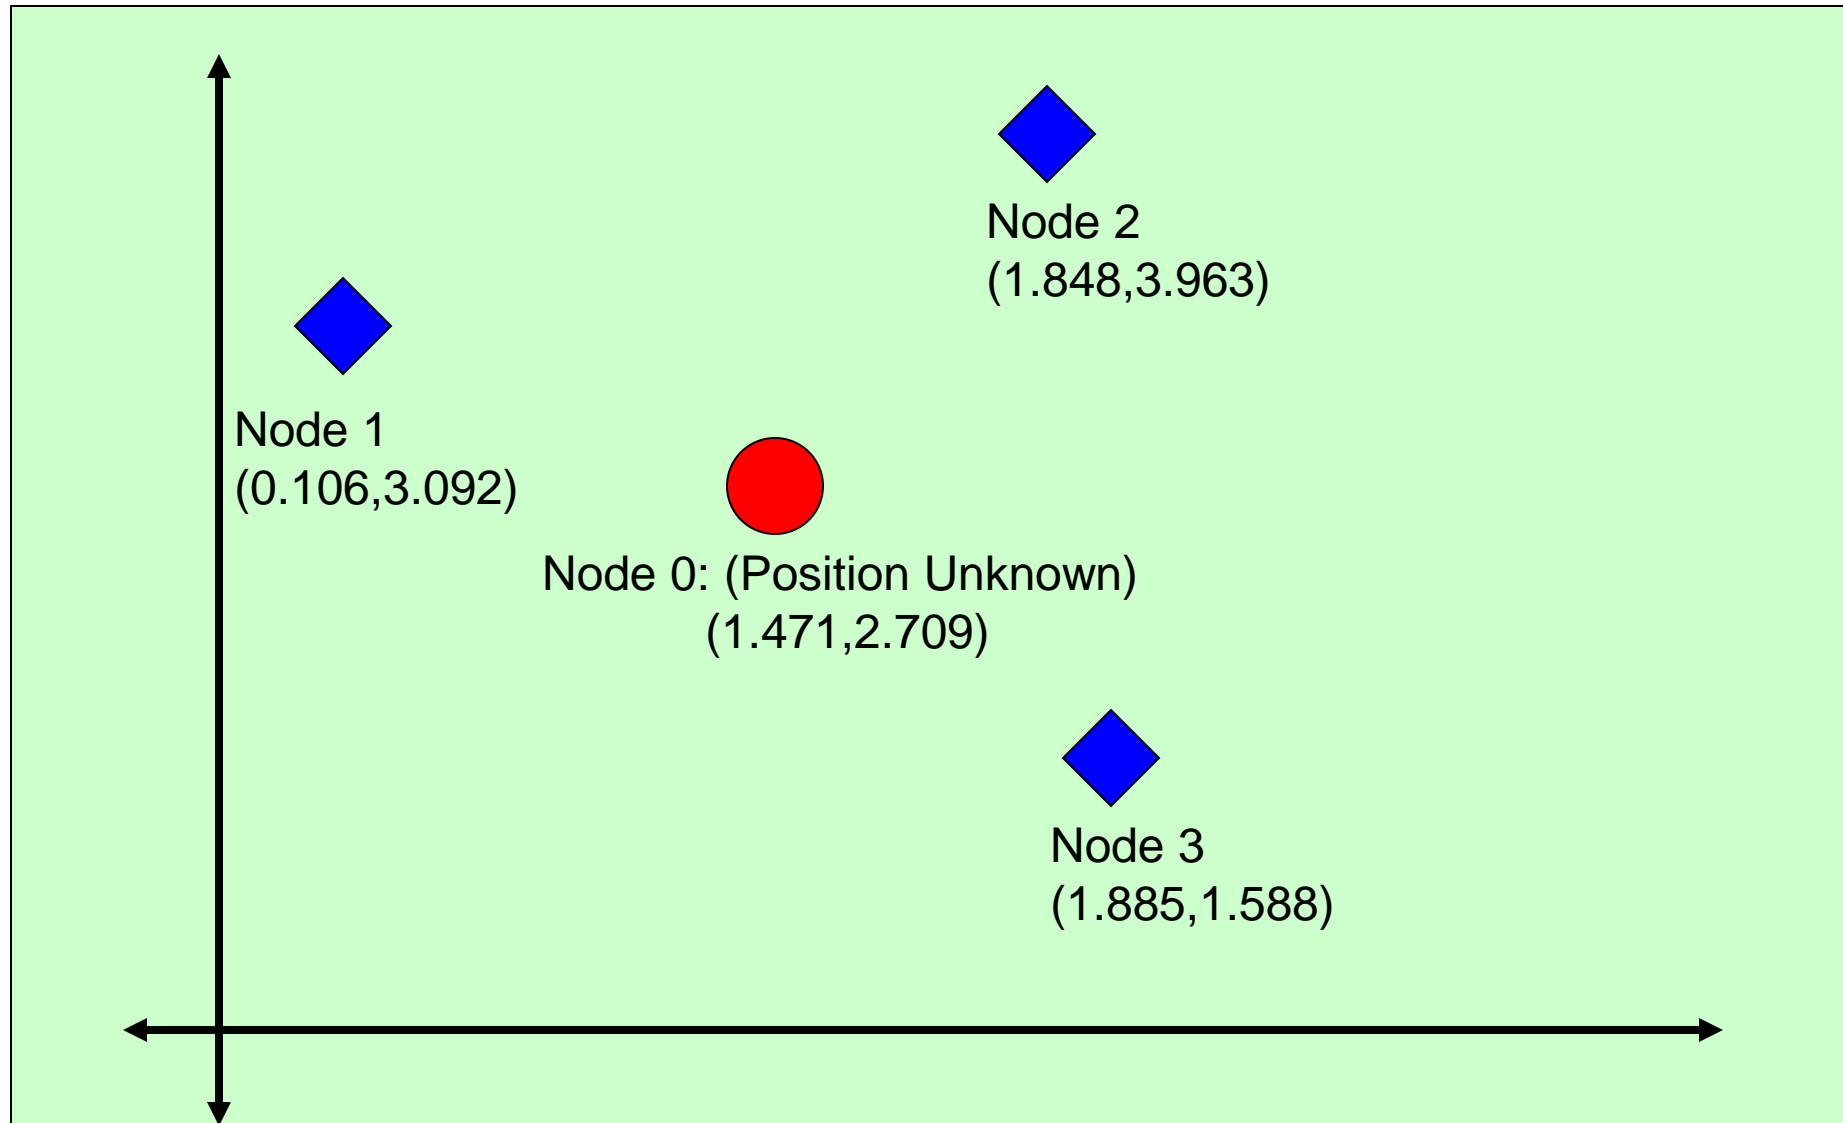 Node 2
(1.848,3.963)
Node 1
(0.106,3.092)
Node 0: (Position Unknown)
(1.471,2.709)
Node 3
(1.885,1.588)